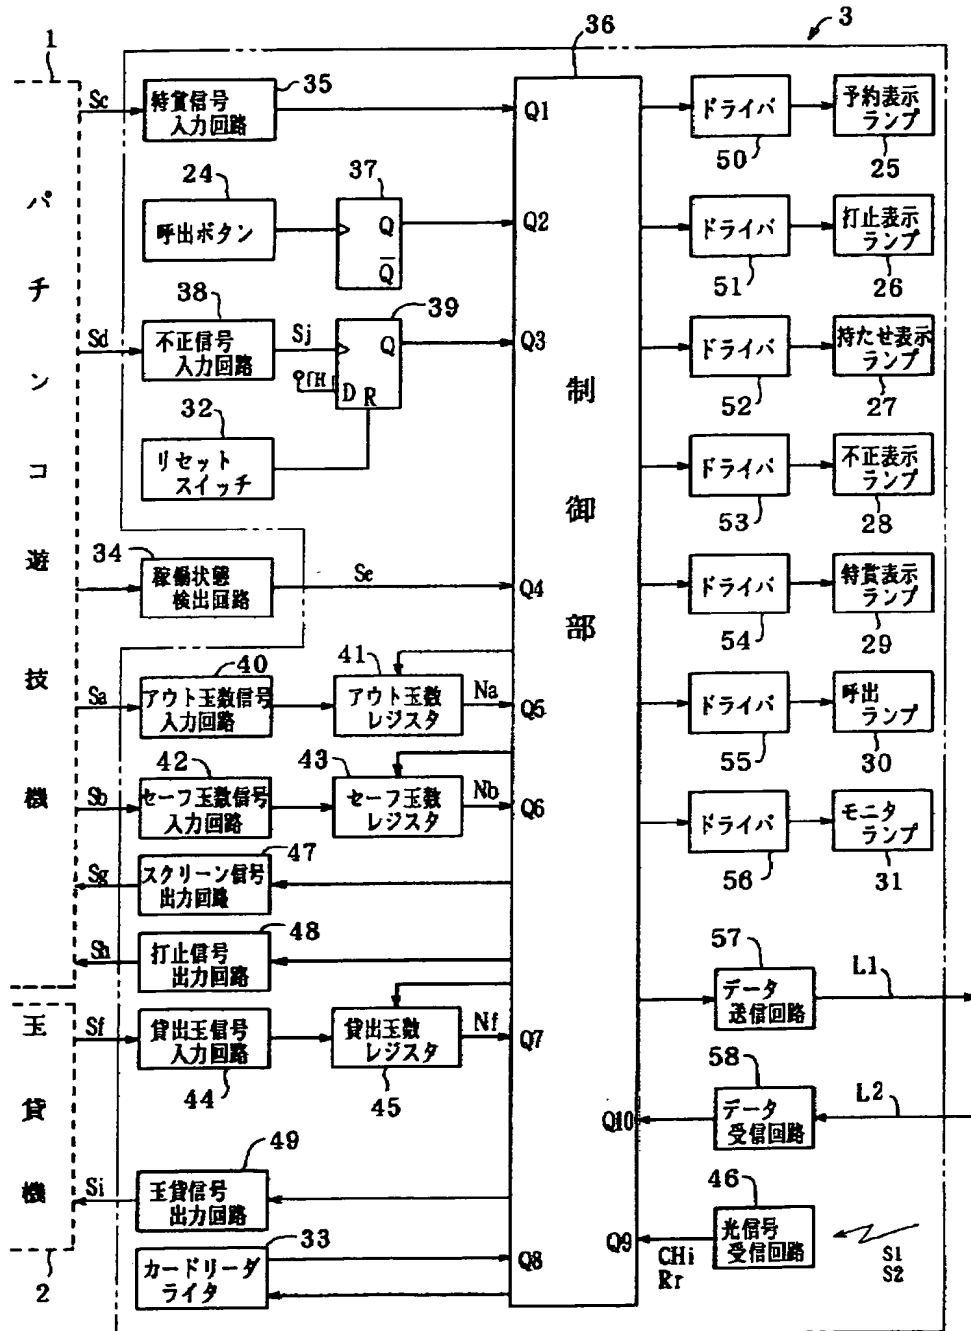 1
36
3
パチンコ遊技機
Sc
特賞信号
入力回路
35
Q1
ドライバ
50
予約表示
ランプ
25
24
呼出ボタン
37
Q
Q̅
Q2
ドライバ
51
打止表示
ランプ
26
Sd
38
不正信号
入力回路
Sj
「H」
39
Q
D R
Q3
ドライバ
52
持たせ表示
ランプ
27
32
リセット
スイッチ
制御部
ドライバ
53
不正表示
ランプ
28
34
稼働状態
検出回路
Se
Q4
ドライバ
54
特賞表示
ランプ
29
Sa
40
アウト玉数信号
入力回路
41
アウト玉数
レジスタ
Na
Q5
ドライバ
55
呼出
ランプ
30
Sb
42
セーフ玉数信号
入力回路
43
セーフ玉数
レジスタ
Nb
Q6
ドライバ
56
モニタ
ランプ
31
Sg
47
スクリーン信号
出力回路
Sh
48
打止信号
出力回路
57
データ
送信回路
L1
玉貸機
Sf
貸出玉信号
入力回路
44
貸出玉数
レジスタ
45
Nf
Q7
58
データ
受信回路
L2
Q10
Si
49
玉貸信号
出力回路
46
光信号
受信回路
Q9
CHi
Rr
S1
S2
33
カードリーダ
ライタ
Q8
2